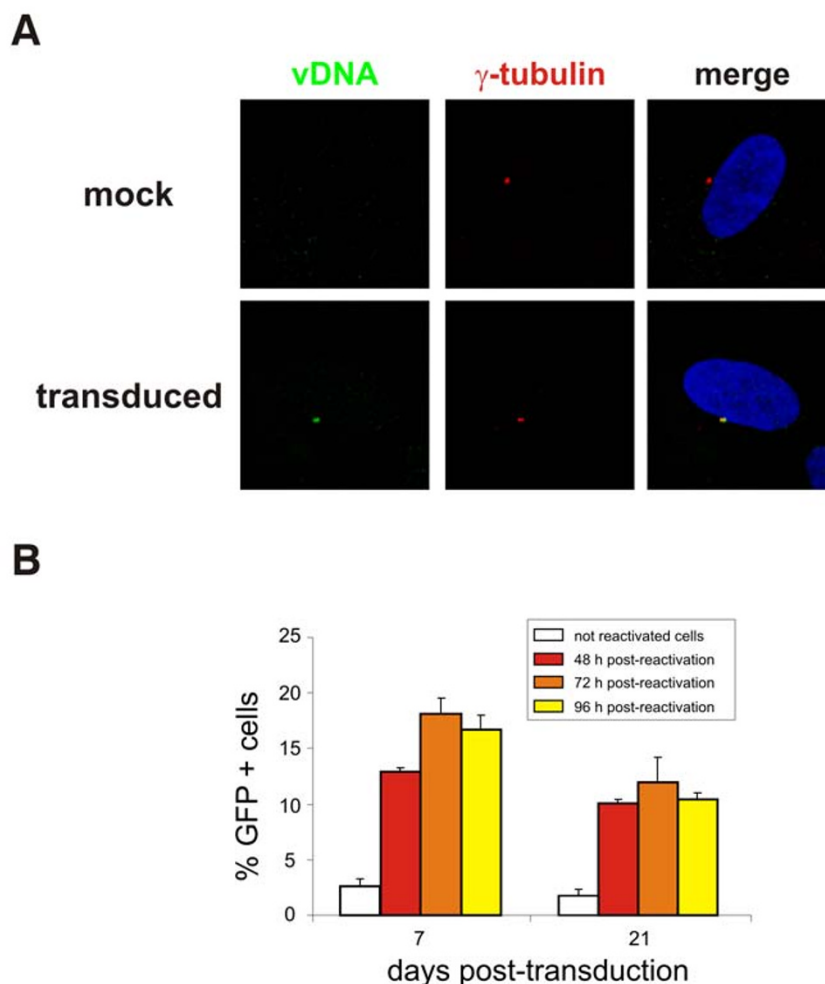 A
vDNA γ-tubulin merge
mock
transduced
B
25
20
15
10
5
0
% GFP + cells
not reactivated cells
48 h post-reactivation
72 h post-reactivation
96 h post-reactivation
7 21
days post-transduction